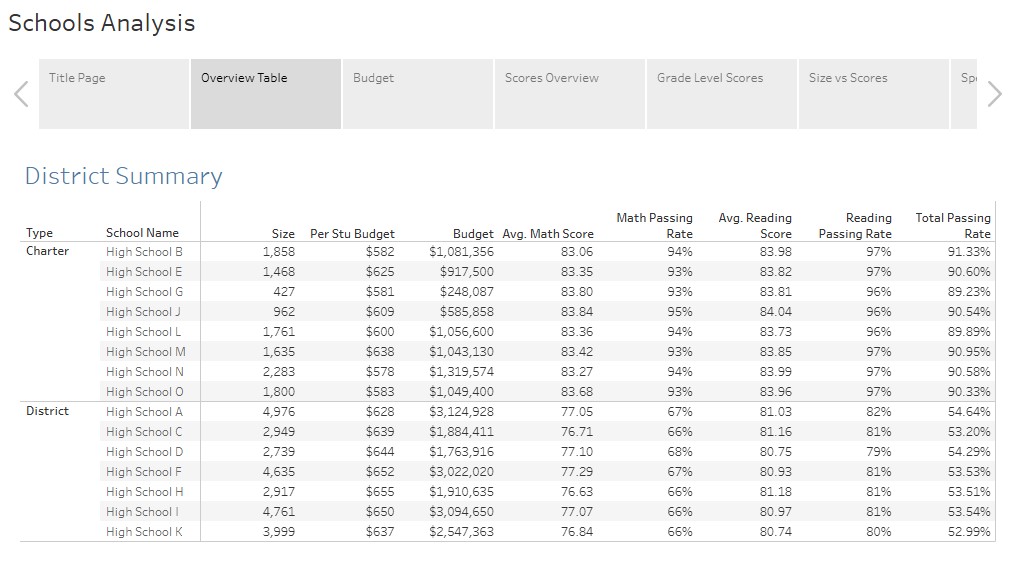 Schools Analysis
Title Page Overview Table Budget Scores Overview Grade Level Scores Size vs Scores
District Summary
Math Passing Avg. Reading Reading Total Passing
Type School Name Size Per Stu Budget Budget Avg. Math Score Rate Score Passing Rate Rate
Charter High School B 1,858 $582 $1,081,356 83.06 94% 83.98 97% 91.33%
High School E 1,468 $625 $917,500 83.35 93% 83.82 97% 90.60%
High School G 427 $581 $248,087 83.80 93% 83.81 96% 89.23%
High School J 962 $609 $585,858 83.84 95% 84.04 96% 90.54%
High School L 1,761 $600 $1,056,600 83.36 94% 83.73 96% 89.89%
High School M 1,635 $638 $1,043,130 83.42 93% 83.85 97% 90.95%
High School N 2,283 $578 $1,319,574 83.27 94% 83.99 97% 90.58%
High School O 1,800 $583 $1,049,400 83.68 93% 83.96 97% 90.33%
District High School A 4,976 $628 $3,124,928 77.05 67% 81.03 82% 54.64%
High School C 2,949 $639 $1,884,411 76.71 66% 81.16 81% 53.20%
High School D 2,739 $644 $1,763,916 77.10 68% 80.75 79% 54.29%
High School F 4,635 $652 $3,022,020 77.29 67% 80.93 81% 53.53%
High School H 2,917 $655 $1,910,635 76.63 66% 81.18 81% 53.51%
High School I 4,761 $650 $3,094,650 77.07 66% 80.97 81% 53.54%
High School K 3,999 $637 $2,547,363 76.84 66% 80.74 80% 52.99%